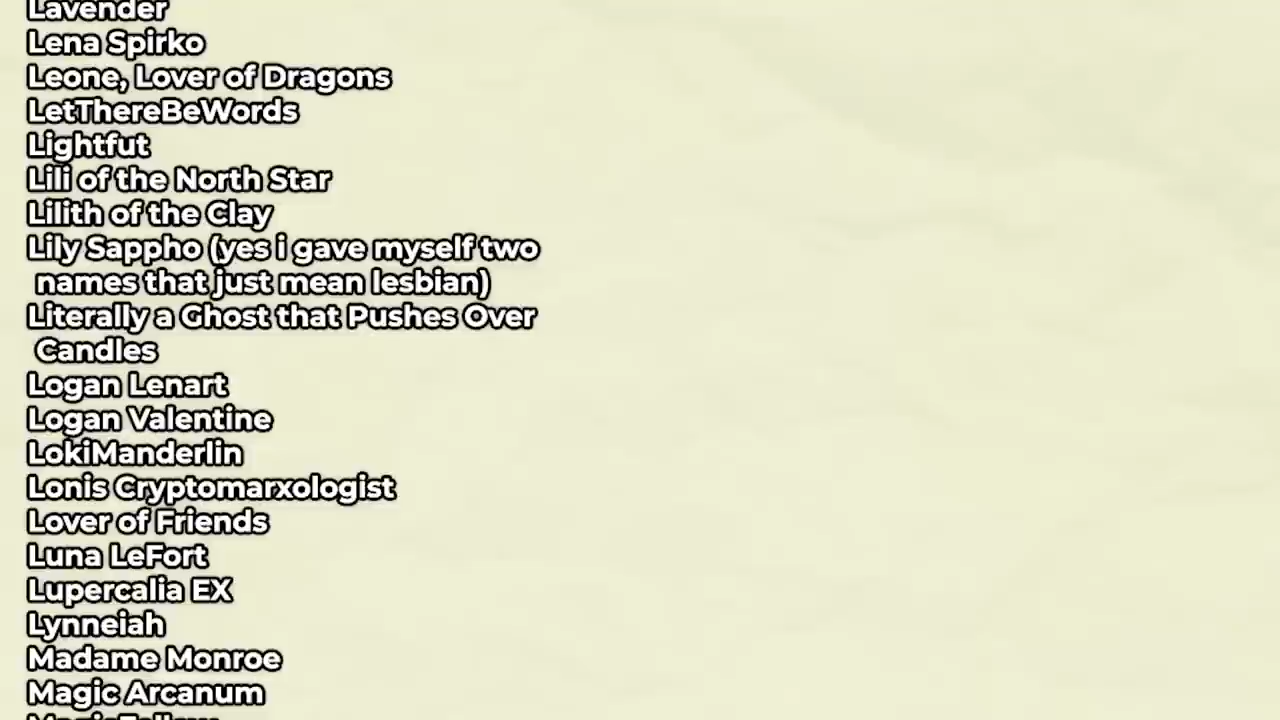 Lavender
Lena Spirko
Leone, Lover of Dragons
LetThereBeWords
Lightfut
Lili of the North Star
Lilith of the Clay
Lily Sappho (yes i gave myself two
names that just mean lesbian)
Literally a Ghost that Pushes Over
Candles
Logan Lenart
Logan Valentine
LokiManderlin
Lonis Cryptomarxologist
Lover of Friends
Luna LeFort
Lupercalia EX
Lynneiah
Madame Monroe
Magic Arcanum